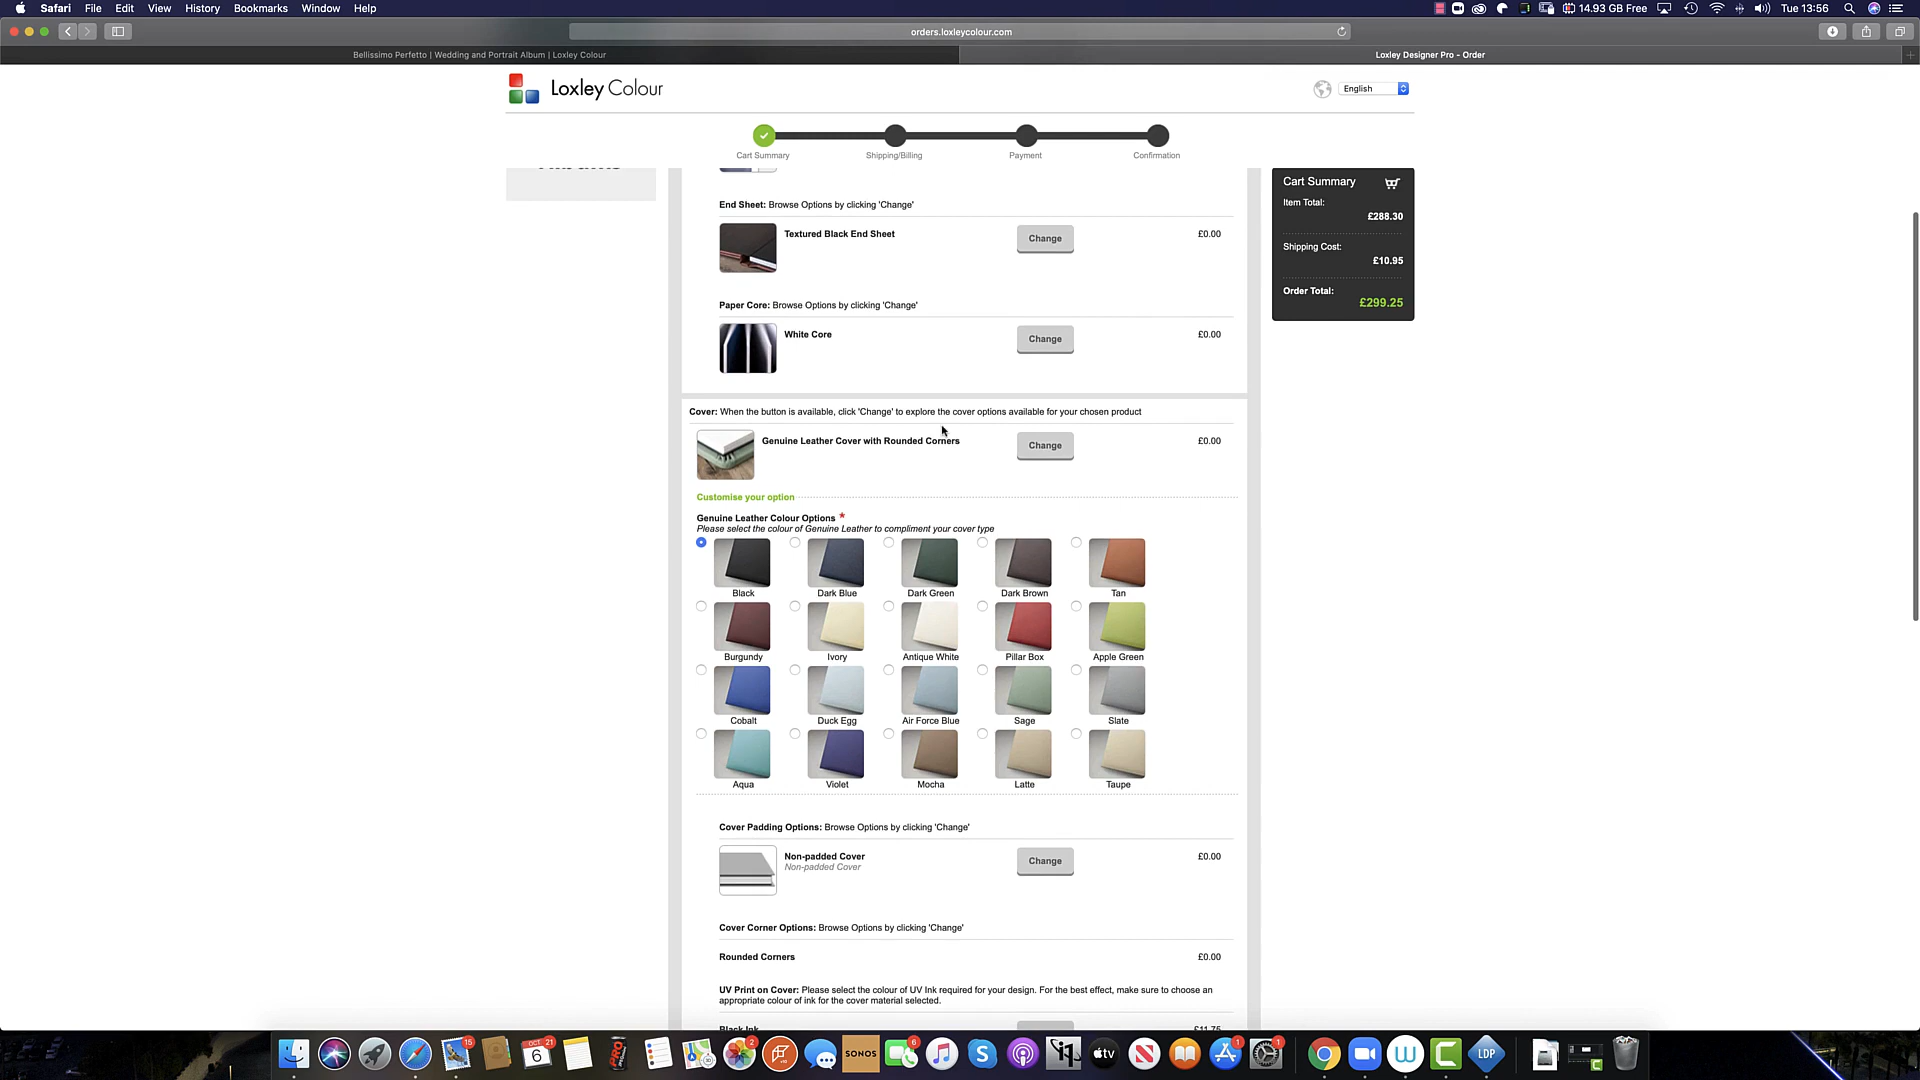 Safari File Edit View History Bookmarks Window Help
14.93 GB Free Tue 13:56
orders.loxleycolour.com
Bellissimo Perfetto | Wedding and Portrait Album | Loxley Colour
Loxley Designer Pro - Order
Loxley Colour
English
Cart Summary Shipping/Billing Payment Confirmation
Cart Summary
Item Total:
£288.30
Shipping Cost:
£10.95
Order Total:
£299.25
End Sheet: Browse Options by clicking 'Change'
Textured Black End Sheet Change £0.00
Paper Core: Browse Options by clicking 'Change'
White Core Change £0.00
Cover: When the button is available, click 'Change' to explore the cover options available for your chosen product
Genuine Leather Cover with Rounded Corners Change £0.00
Customise your option
Genuine Leather Colour Options *
Please select the colour of Genuine Leather to compliment your cover type
Black Dark Blue Dark Green Dark Brown Tan
Burgundy Ivory Antique White Pillar Box Apple Green
Cobalt Duck Egg Air Force Blue Sage Slate
Aqua Violet Mocha Latte Taupe
Cover Padding Options: Browse Options by clicking 'Change'
Non-padded Cover Change £0.00
Non-padded Cover
Cover Corner Options: Browse Options by clicking 'Change'
Rounded Corners £0.00
UV Print on Cover: Please select the colour of UV Ink required for your design. For the best effect, make sure to choose an
appropriate colour of ink for the cover material selected.
Black Ink £11.75
SONOS
tv
LDP